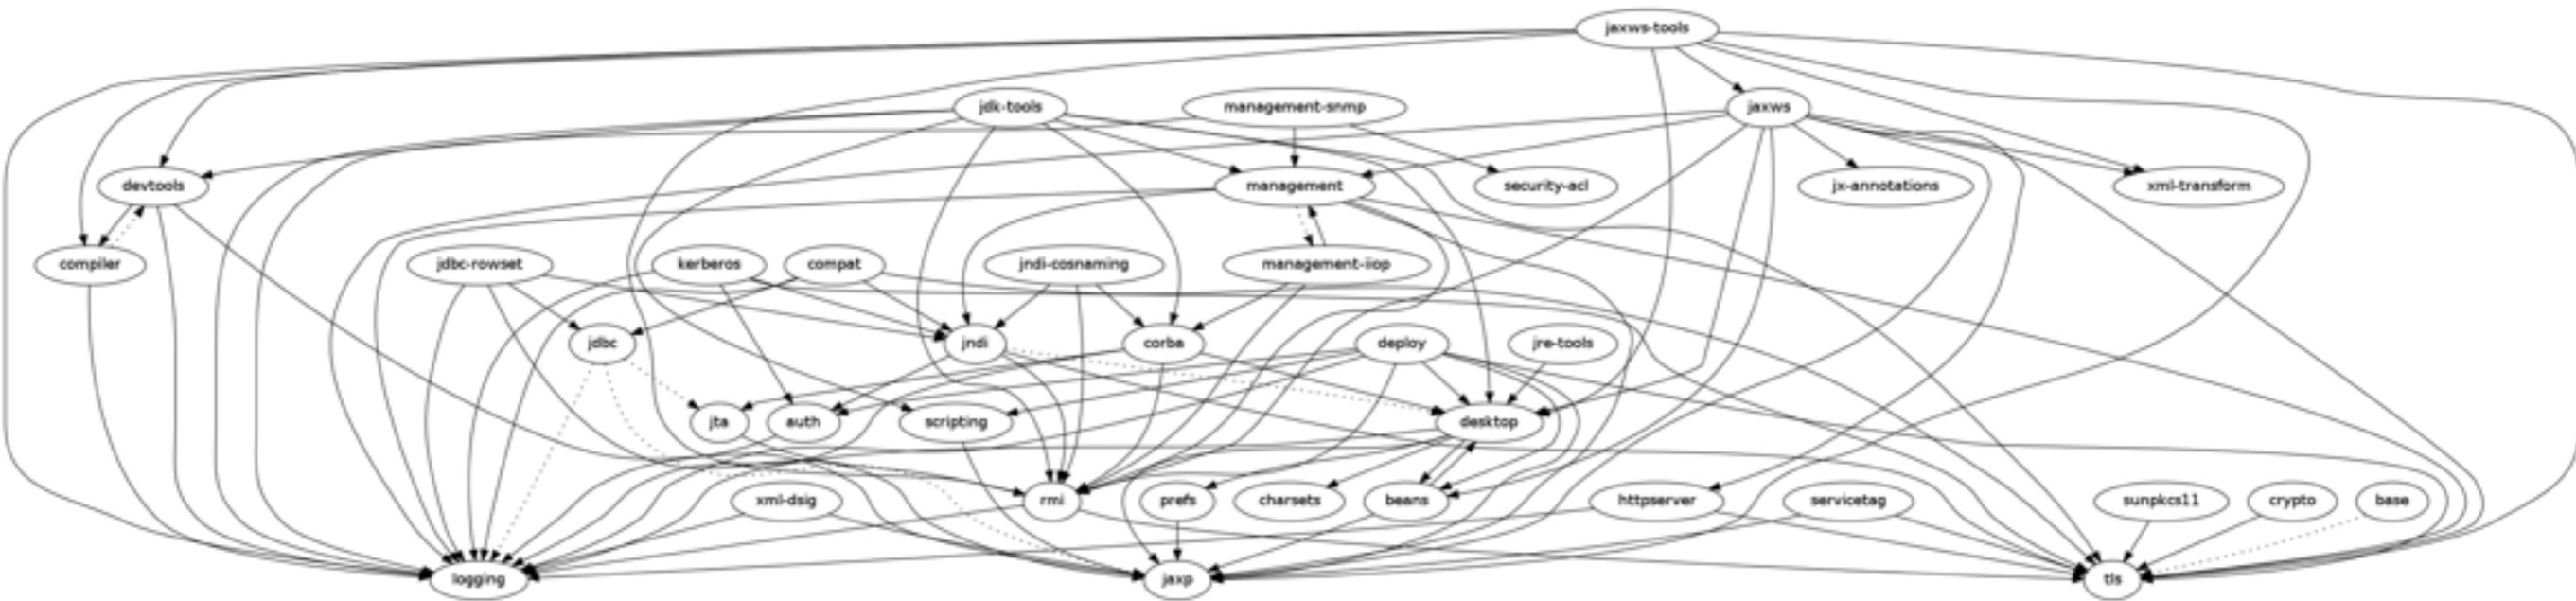 jaxws-tools
jdk-tools
management-snmp
jaxws
devtools
management
security-acl
jx-annotations
xml-transform
compiler
jdbc-rowset
kerberos
compat
jndi-cosnaming
management-iiop
jdbc
jndi
corba
deploy
jre-tools
jta
auth
scripting
desktop
xml-dsig
rmi
prefs
charsets
beans
httpserver
servicetag
sunpkcs11
crypto
base
logging
jaxp
tls